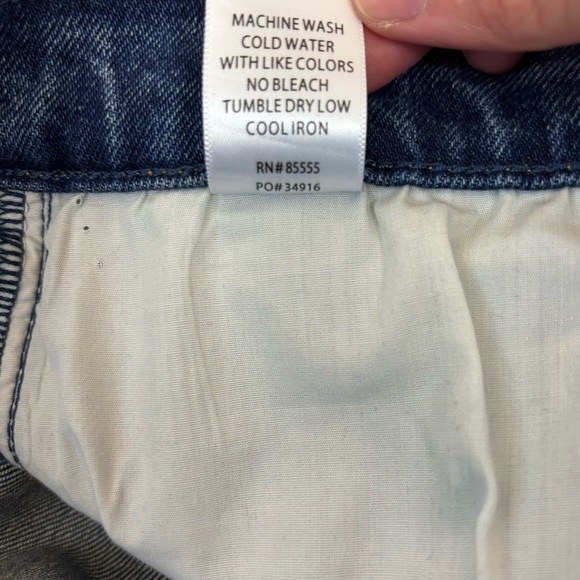 MACHINE WASH
COLD WATER
WITH LIKE COLORS
NO BLEACH
TUMBLE DRY LOW
COOL IRON
RN# 85555
PO# 34916